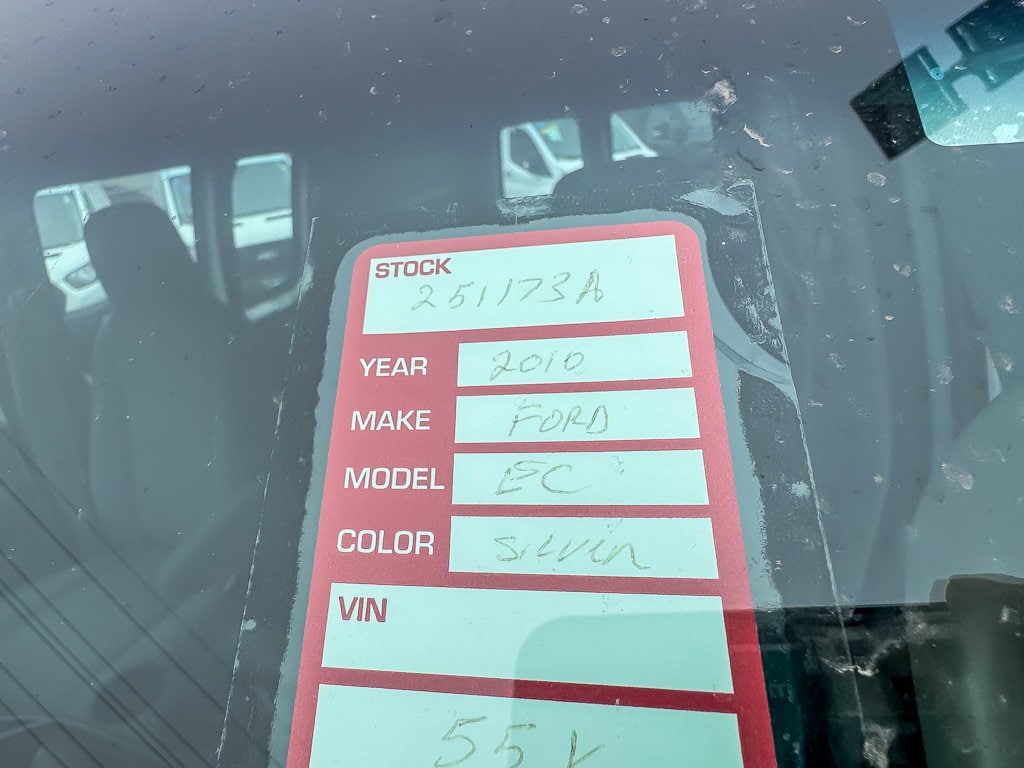 STOCK
251173A
YEAR 2010
MAKE FORD
MODEL EC
COLOR SILVER
VIN
55